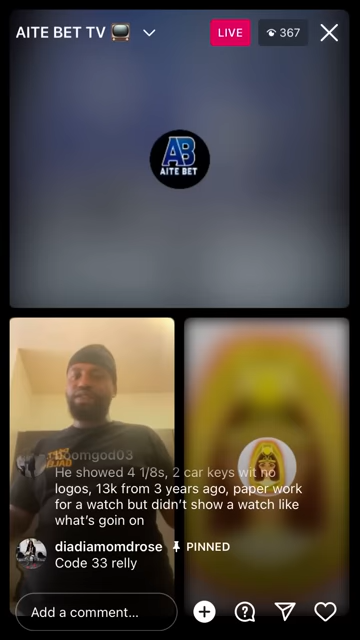 AITE BET TV
LIVE
367
AB
AITE BET
boomgod03
He showed 4 1/8s, 2 car keys wit no
logos, 13k from 3 years ago, paper work
for a watch but didn’t show a watch like
what’s goin on
diadiamomdrose PINNED
Code 33 relly
Add a comment...